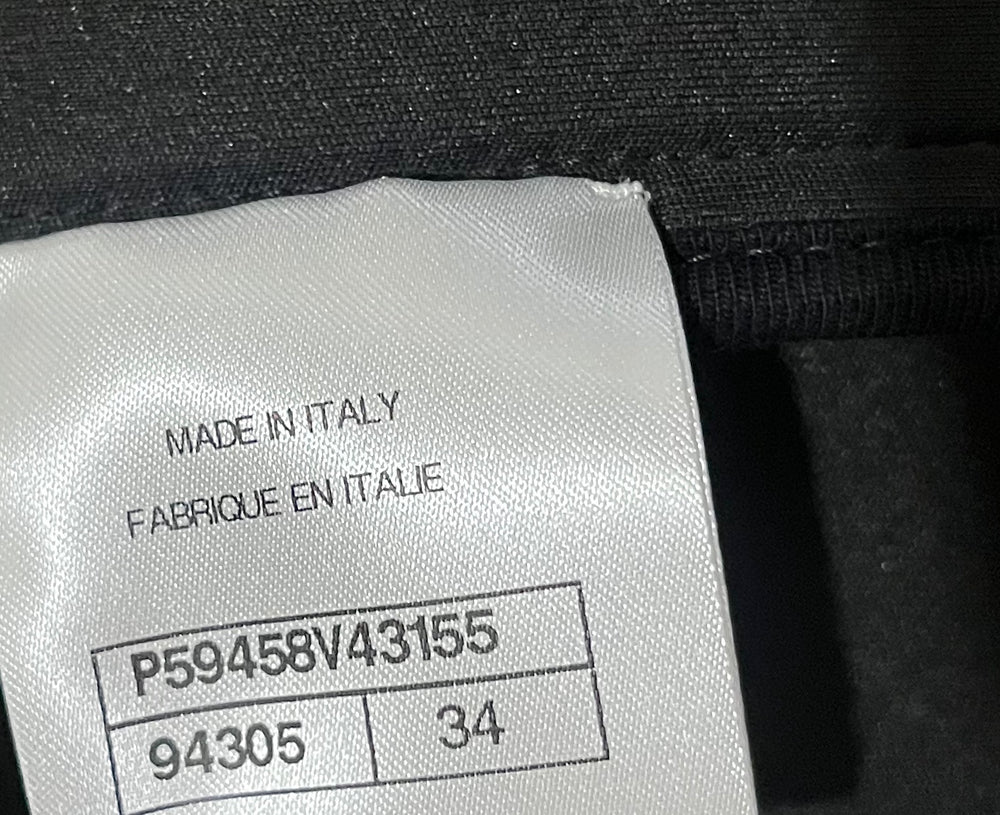 MADE IN ITALY
FABRIQUE EN ITALIE
P59458V43155
94305 34